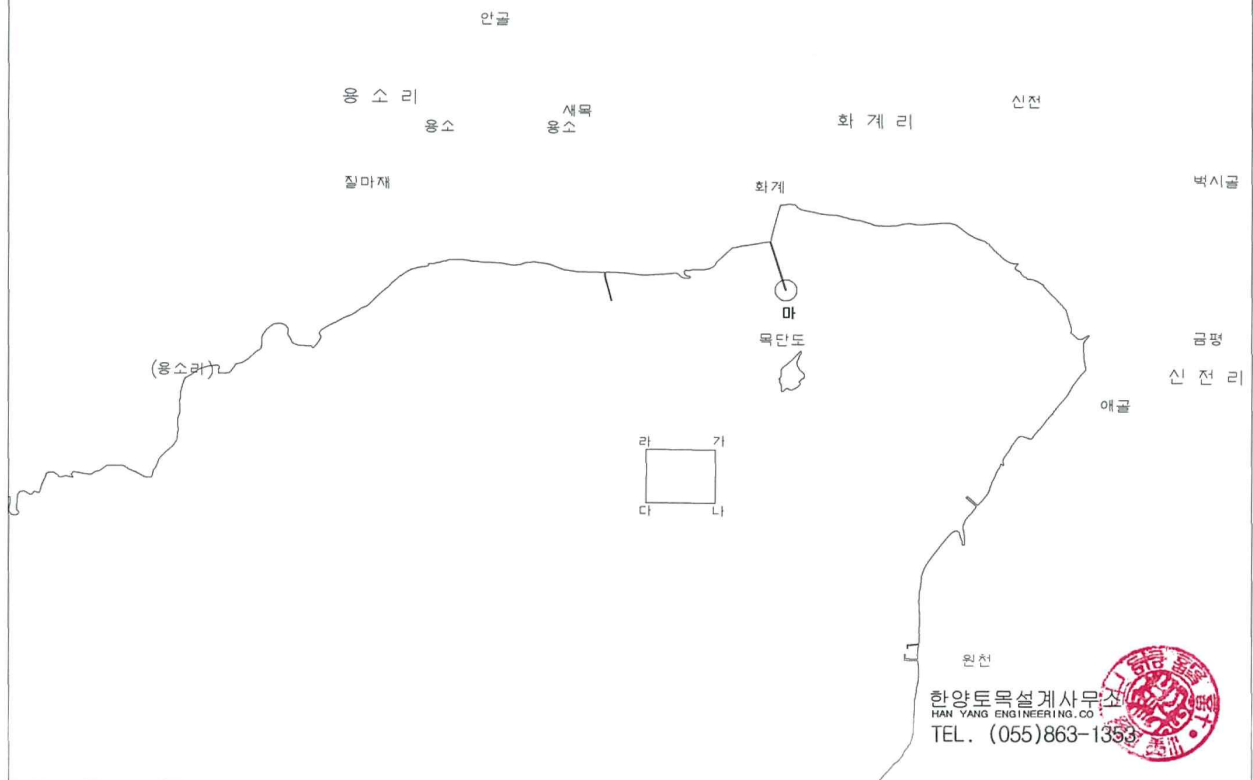 안골
용 소 리
새목
신전
용소
용소
화 계 리
질마재
화계
벅시골
마
목단도
금평
(용소리)
신 전 리
애골
라
가
다
나
원천
한양토목설계사무소
HAN YANG ENGINEERING.CO
TEL. (055)863-1353